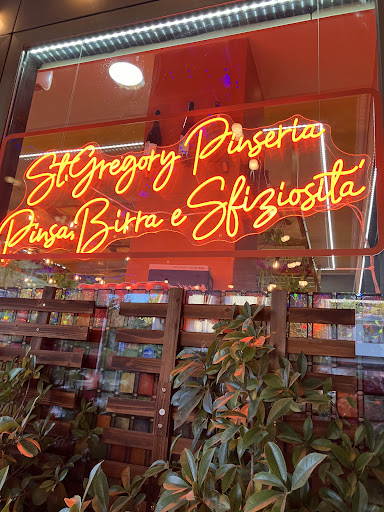 St. Gregory Pinseria
Pinsa, Birra e Sfiziosità